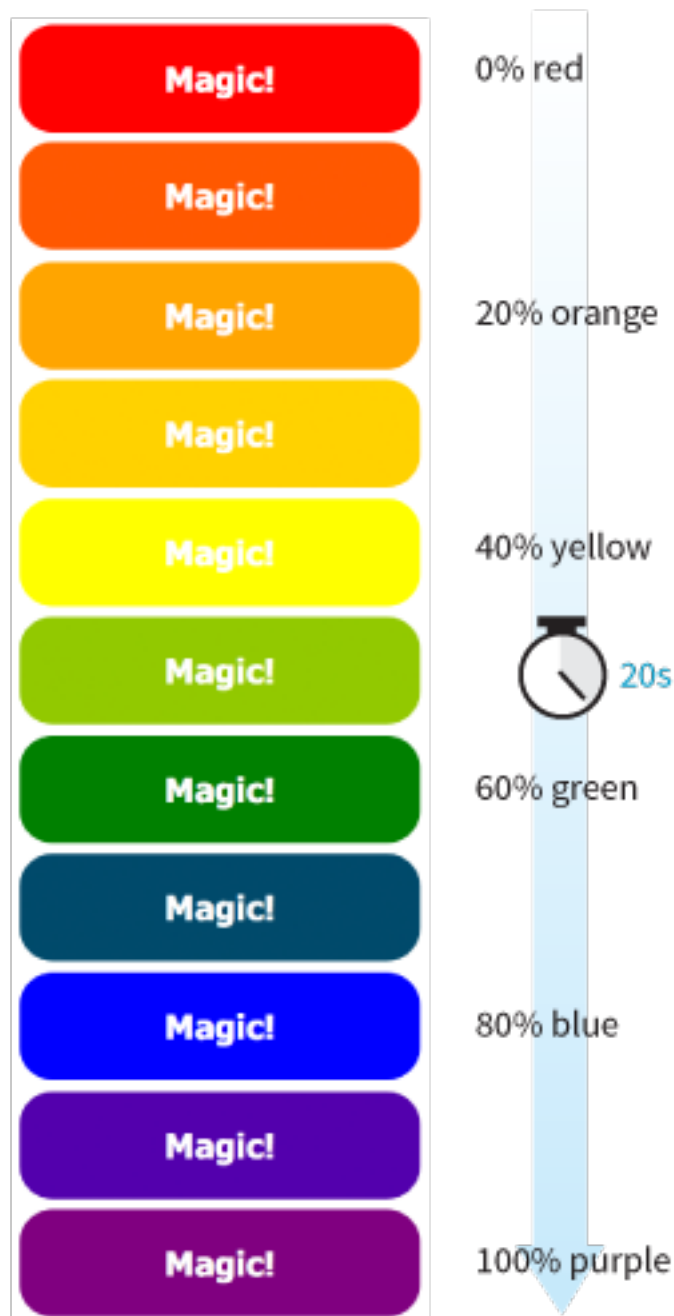 Magic! 0% red
Magic!
Magic! 20% orange
Magic!
Magic! 40% yellow
Magic! 20s
Magic! 60% green
Magic!
Magic! 80% blue
Magic!
Magic! 100% purple